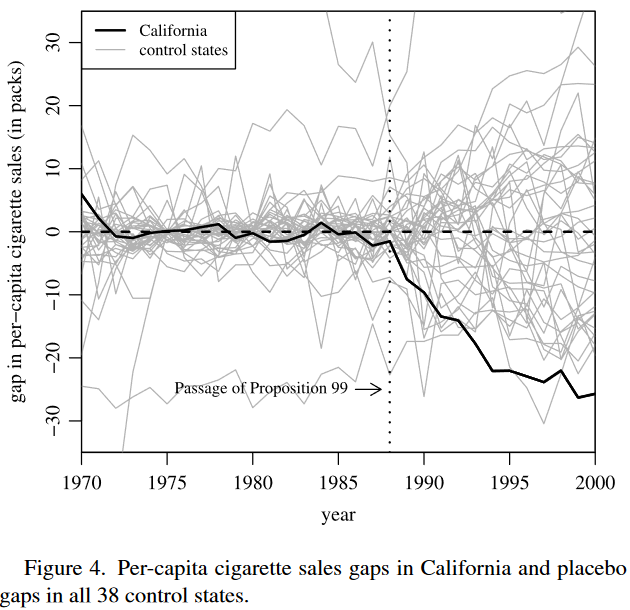 California
control states
gap in per−capita cigarette sales (in packs)
30
20
10
0
−10
−20
−30
Passage of Proposition 99
1970 1975 1980 1985 1990 1995 2000
year
Figure 4. Per-capita cigarette sales gaps in California and placebo
gaps in all 38 control states.